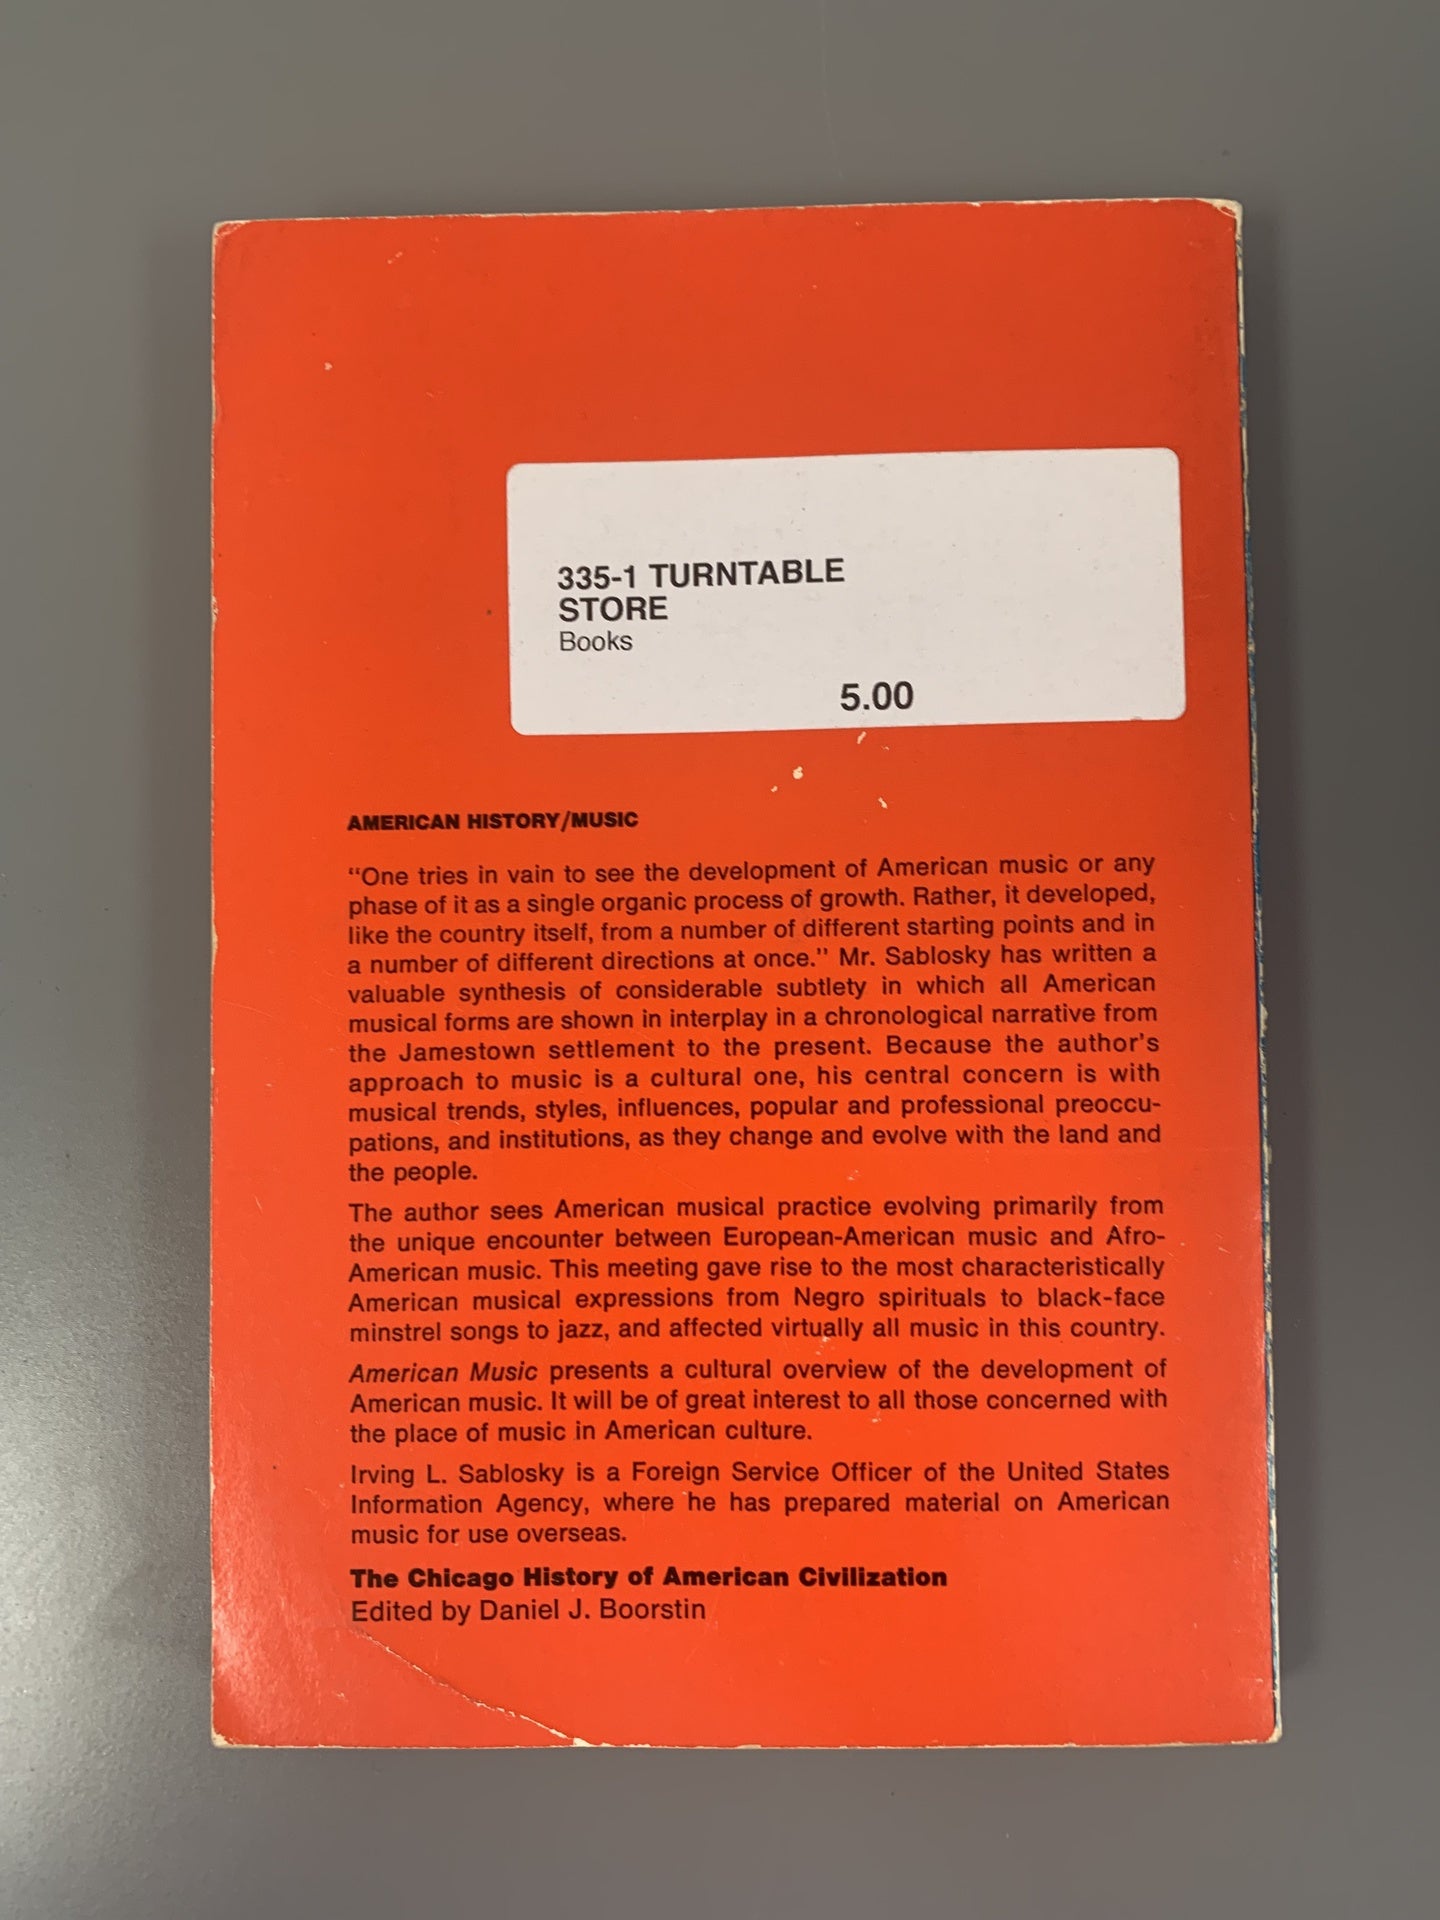 335-1 TURNTABLE
STORE
Books
5.00
AMERICAN HISTORY/MUSIC
“One tries in vain to see the development of American music or any
phase of it as a single organic process of growth. Rather, it developed,
like the country itself, from a number of different starting points and in
a number of different directions at once.” Mr. Sablosky has written a
valuable synthesis of considerable subtlety in which all American
musical forms are shown in interplay in a chronological narrative from
the Jamestown settlement to the present. Because the author's
approach to music is a cultural one, his central concern is with
musical trends, styles, influences, popular and professional preoccu-
pations, and institutions, as they change and evolve with the land and
the people.
The author sees American musical practice evolving primarily from
the unique encounter between European-American music and Afro-
American music. This meeting gave rise to the most characteristically
American musical expressions from Negro spirituals to black-face
minstrel songs to jazz, and affected virtually all music in this country.
American Music presents a cultural overview of the development of
American music. It will be of great interest to all those concerned with
the place of music in American culture.
Irving L. Sablosky is a Foreign Service Officer of the United States
Information Agency, where he has prepared material on American
music for use overseas.
The Chicago History of American Civilization
Edited by Daniel J. Boorstin